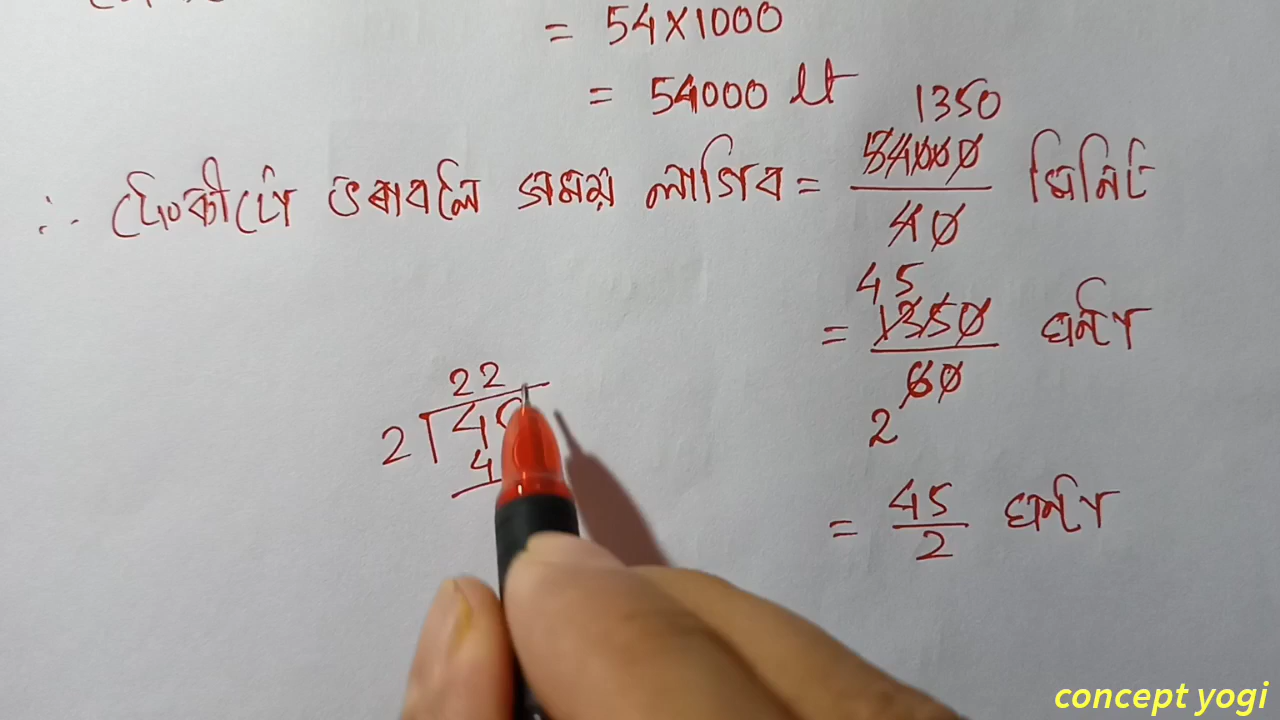 = 54×1000
= 54000 lt
1350
∴ টেংকীটো ভৰাবলৈ সময় লাগিব = 54000/40 মিনিট
45
= 1350/60 ঘণ্টা
2
22
2 4
4
= 45/2 ঘণ্টা
concept yogi